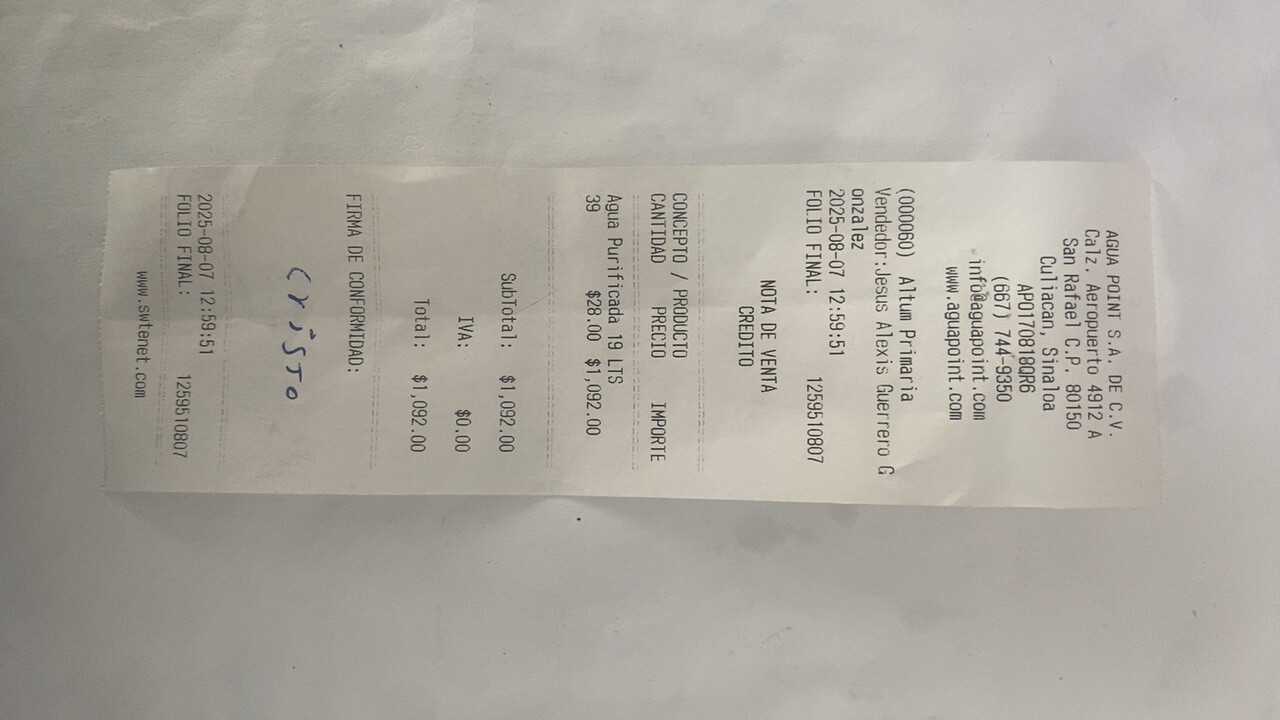 AGUA POINT S.A. DE C.V.
Calz. Aeropuerto 4912 A
San Rafael C.P. 80150
Culiacan, Sinaloa
APO170818QR6
(667) 744-9350
info@aguapoint.com
www.aguapoint.com
(000060) Altum Primaria
Vendedor:Jesus Alexis Guerrero G
onzalez
2025-08-07 12:59:51
FOLIO FINAL: 1259510807
NOTA DE VENTA
CREDITO
CONCEPTO / PRODUCTO
CANTIDAD PRECIO IMPORTE
Agua Purificada 19 LTS
39 $28.00 $1,092.00
SubTotal: $1,092.00
IVA: $0.00
Total: $1,092.00
FIRMA DE CONFORMIDAD:
Cristo
2025-08-07 12:59:51
FOLIO FINAL: 1259510807
www.swtenet.com